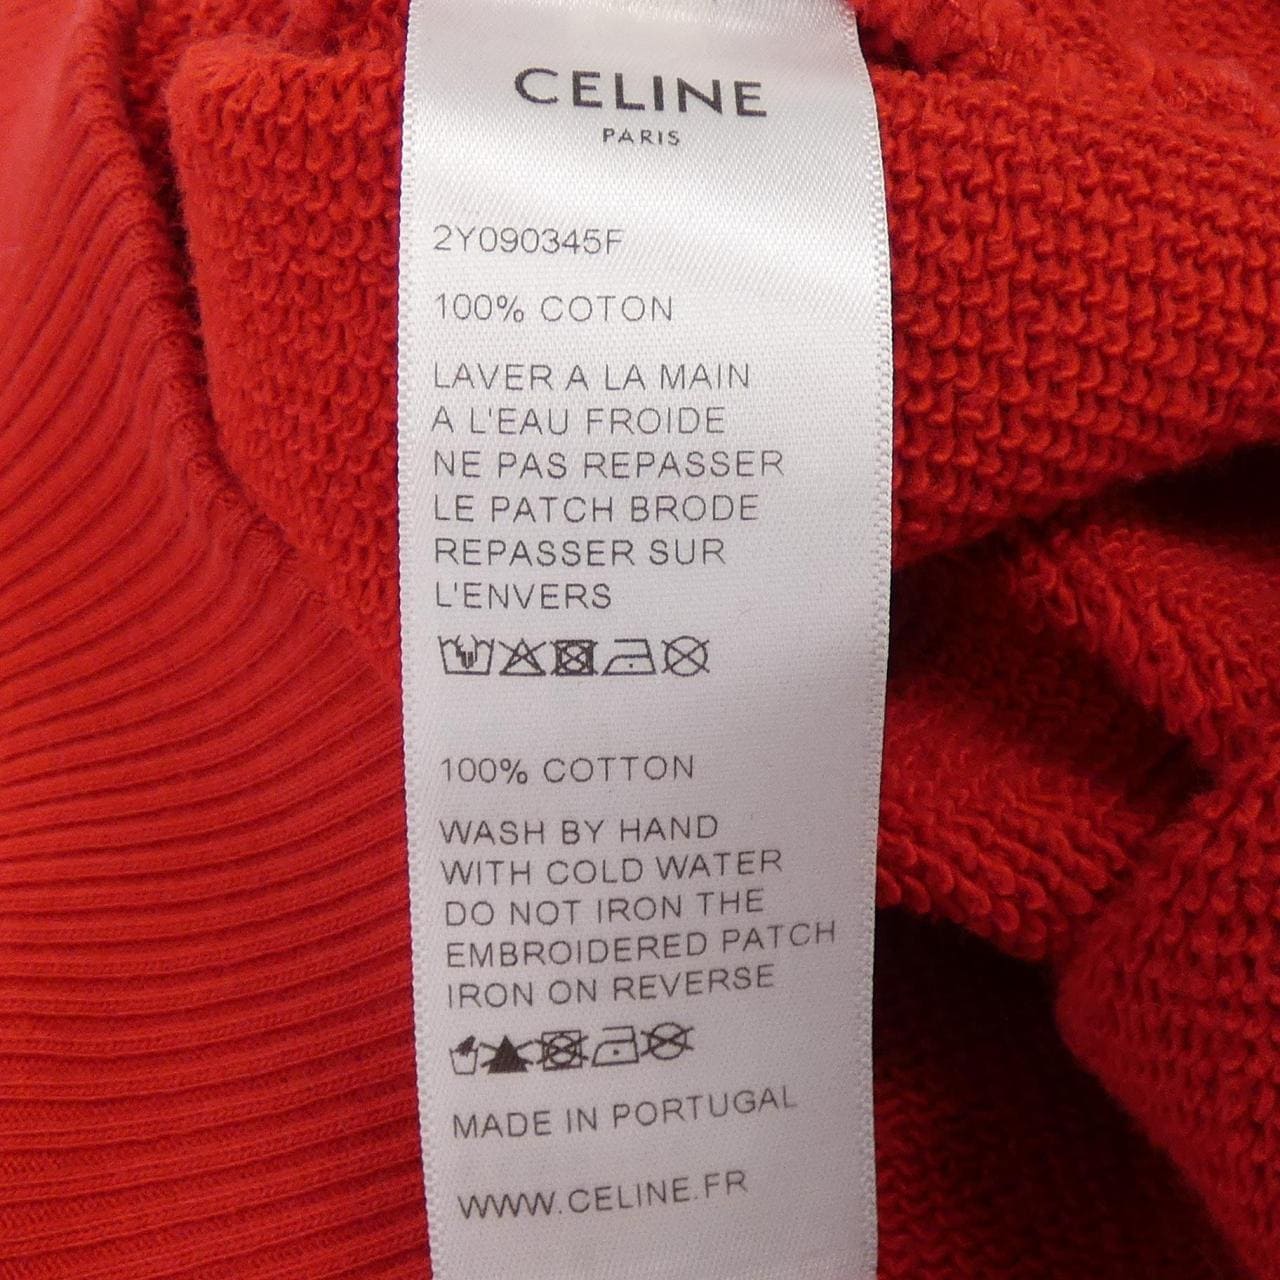 CELINE
PARIS
2Y090345F
100% COTON
LAVER A LA MAIN
A L'EAU FROIDE
NE PAS REPASSER
LE PATCH BRODE
REPASSER SUR
L'ENVERS
100% COTTON
WASH BY HAND
WITH COLD WATER
DO NOT IRON THE
EMBROIDERED PATCH
IRON ON REVERSE
MADE IN PORTUGAL
WWW.CELINE.FR